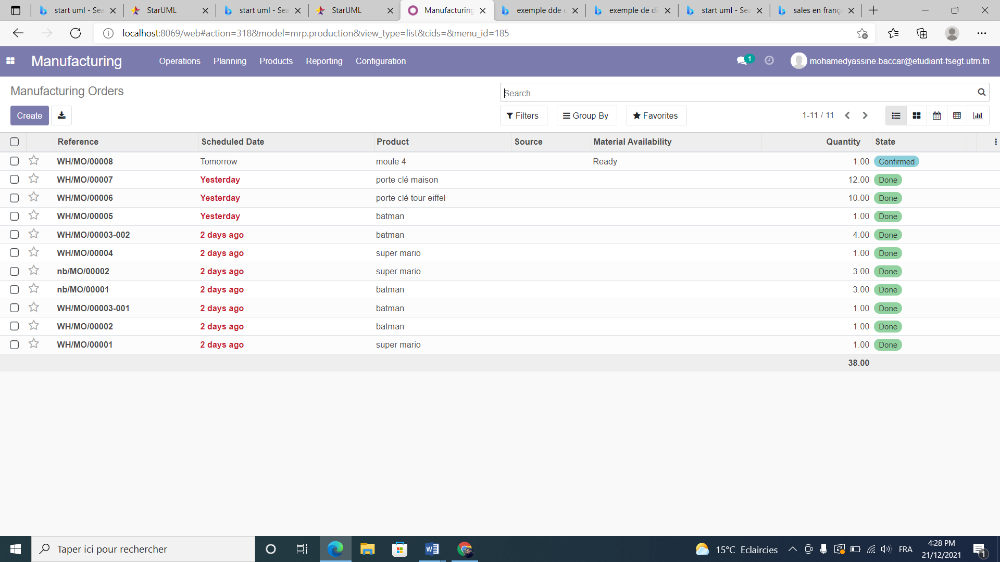 start uml - Sea
StarUML
start uml - Sea
StarUML
Manufacturing
exemple dde c
exemple de di
start uml - Sea
sales en frança
localhost:8069/web#action=318&model=mrp.production&view_type=list&cids=&menu_id=185
Manufacturing
Operations
Planning
Products
Reporting
Configuration
1
mohamedyassine.baccar@etudiant-fsegt.utm.tn
Manufacturing Orders
Search...
Create
Filters
Group By
Favorites
1-11 / 11
Reference Scheduled Date Product Source Material Availability Quantity State
WH/MO/00008 Tomorrow moule 4 Ready 1.00 Confirmed
WH/MO/00007 Yesterday porte clé maison 12.00 Done
WH/MO/00006 Yesterday porte clé tour eiffel 10.00 Done
WH/MO/00005 Yesterday batman 1.00 Done
WH/MO/00003-002 2 days ago batman 4.00 Done
WH/MO/00004 2 days ago super mario 1.00 Done
nb/MO/00002 2 days ago super mario 3.00 Done
nb/MO/00001 2 days ago batman 3.00 Done
WH/MO/00003-001 2 days ago batman 1.00 Done
WH/MO/00002 2 days ago batman 1.00 Done
WH/MO/00001 2 days ago super mario 1.00 Done
38.00
Taper ici pour rechercher
15°C Eclaircies
FRA
4:28 PM
21/12/2021
1